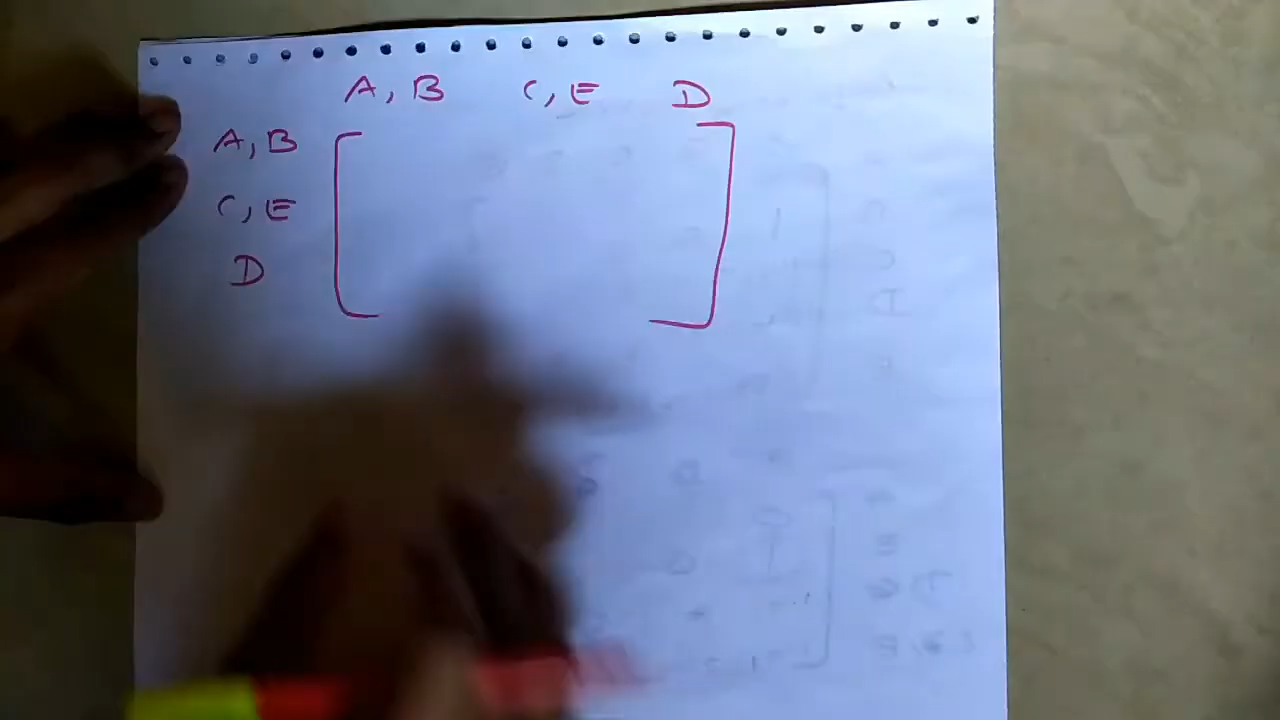 A, B C, E D
A, B
C, E
D